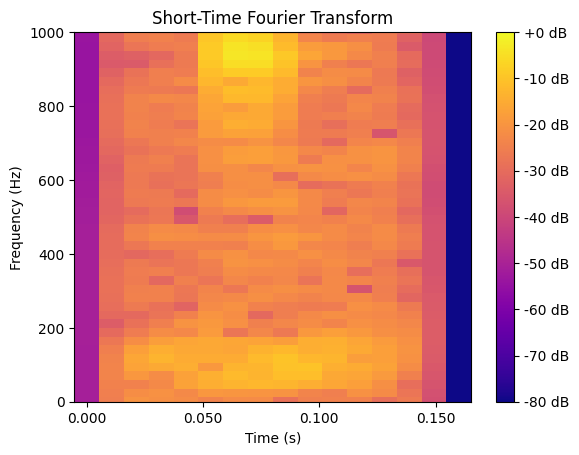 Short-Time Fourier Transform
Frequency (Hz)
1000
800
600
400
200
0
0.000
0.050
0.100
0.150
Time (s)
+0 dB
-10 dB
-20 dB
-30 dB
-40 dB
-50 dB
-60 dB
-70 dB
-80 dB